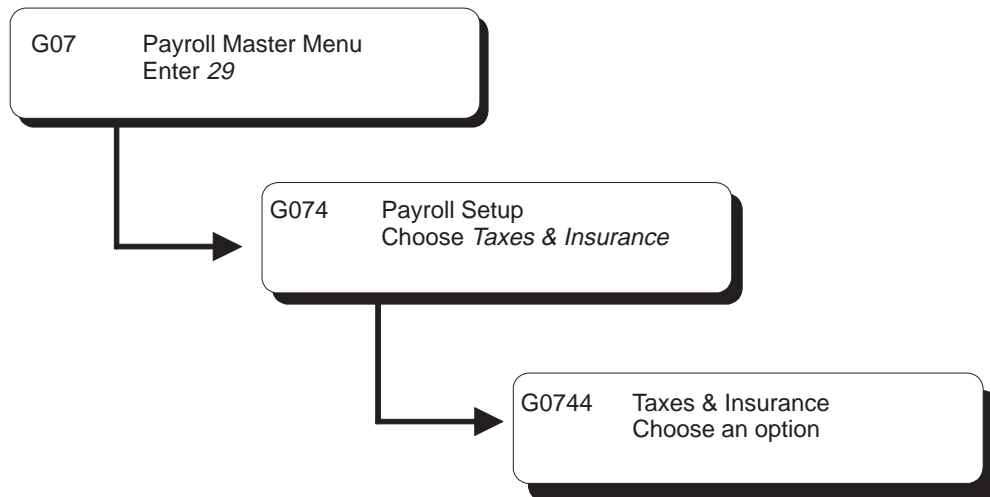 G07 Payroll Master Menu
Enter 29
G074 Payroll Setup
Choose Taxes & Insurance
G0744 Taxes & Insurance
Choose an option